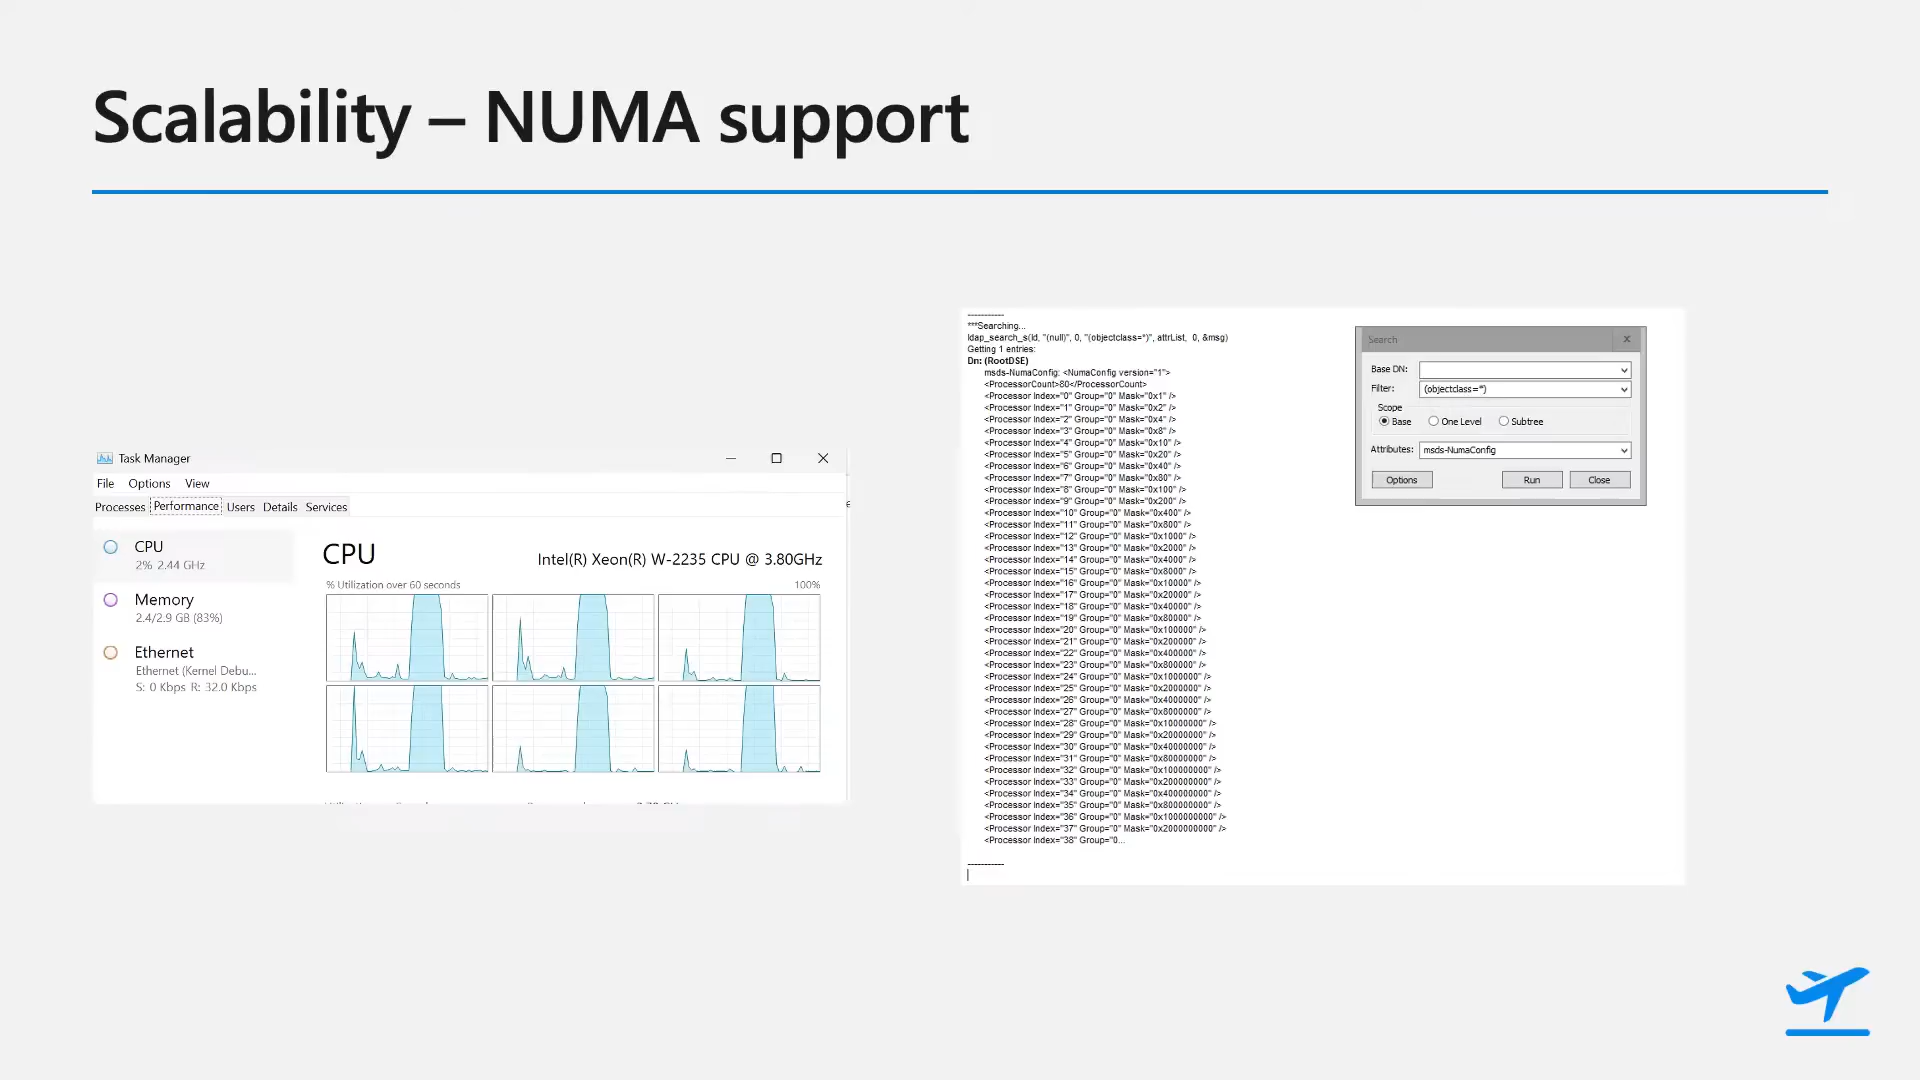 Scalability – NUMA support
Task Manager
File Options View
Processes Performance Users Details Services
CPU
2% 2.44 GHz
Memory
2.4/2.9 GB (83%)
Ethernet
Ethernet (Kernel Debu...
S: 0 Kbps R: 32.0 Kbps
CPU
Intel(R) Xeon(R) W-2235 CPU @ 3.80GHz
% Utilization over 60 seconds 100%
-----------
***Searching...
ldap_search_s(ld, "(null)", 0, "(objectclass=*)", attrList, 0, &msg)
Getting 1 entries:
Dn: (RootDSE)
msds-NumaConfig: <NumaConfig version="1">
<ProcessorCount>80</ProcessorCount>
<Processor Index="0" Group="0" Mask="0x1" />
<Processor Index="1" Group="0" Mask="0x2" />
<Processor Index="2" Group="0" Mask="0x4" />
<Processor Index="3" Group="0" Mask="0x8" />
<Processor Index="4" Group="0" Mask="0x10" />
<Processor Index="5" Group="0" Mask="0x20" />
<Processor Index="6" Group="0" Mask="0x40" />
<Processor Index="7" Group="0" Mask="0x80" />
<Processor Index="8" Group="0" Mask="0x100" />
<Processor Index="9" Group="0" Mask="0x200" />
<Processor Index="10" Group="0" Mask="0x400" />
<Processor Index="11" Group="0" Mask="0x800" />
<Processor Index="12" Group="0" Mask="0x1000" />
<Processor Index="13" Group="0" Mask="0x2000" />
<Processor Index="14" Group="0" Mask="0x4000" />
<Processor Index="15" Group="0" Mask="0x8000" />
<Processor Index="16" Group="0" Mask="0x10000" />
<Processor Index="17" Group="0" Mask="0x20000" />
<Processor Index="18" Group="0" Mask="0x40000" />
<Processor Index="19" Group="0" Mask="0x80000" />
<Processor Index="20" Group="0" Mask="0x100000" />
<Processor Index="21" Group="0" Mask="0x200000" />
<Processor Index="22" Group="0" Mask="0x400000" />
<Processor Index="23" Group="0" Mask="0x800000" />
<Processor Index="24" Group="0" Mask="0x1000000" />
<Processor Index="25" Group="0" Mask="0x2000000" />
<Processor Index="26" Group="0" Mask="0x4000000" />
<Processor Index="27" Group="0" Mask="0x8000000" />
<Processor Index="28" Group="0" Mask="0x10000000" />
<Processor Index="29" Group="0" Mask="0x20000000" />
<Processor Index="30" Group="0" Mask="0x40000000" />
<Processor Index="31" Group="0" Mask="0x80000000" />
<Processor Index="32" Group="0" Mask="0x100000000" />
<Processor Index="33" Group="0" Mask="0x200000000" />
<Processor Index="34" Group="0" Mask="0x400000000" />
<Processor Index="35" Group="0" Mask="0x800000000" />
<Processor Index="36" Group="0" Mask="0x1000000000" />
<Processor Index="37" Group="0" Mask="0x2000000000" />
<Processor Index="38" Group="0...
-----------
Search x
Base DN:
Filter: (objectclass=*)
Scope
Base One Level Subtree
Attributes: msds-NumaConfig
Options Run Close